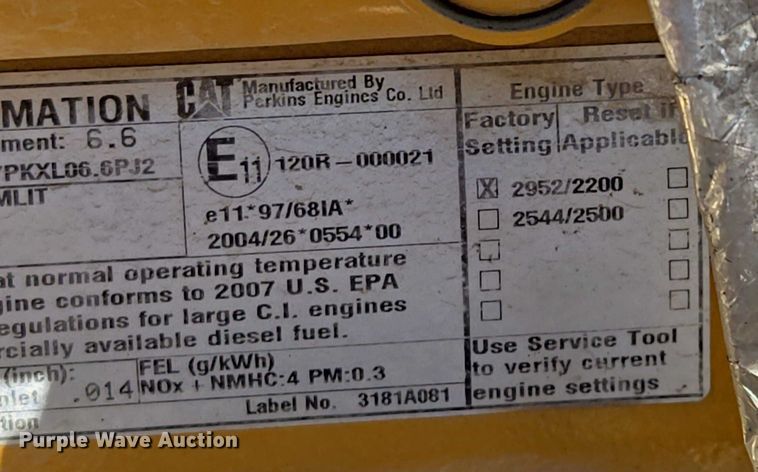 MATION
ment: 6.6
7PKXL06.6PJ2
MLIT
CAT Manufactured By
Perkins Engines Co. Ltd
E11 120R-000021
e11*97/68IA*
2004/26*0554*00
at normal operating temperature
gine conforms to 2007 U.S. EPA
egulations for large C.I. engines
rcially available diesel fuel.
(inch):
nlet .014
FEL (g/kWh)
NOx + NMHC:4 PM:0.3
tion
Label No. 3181A081
Engine Type
Factory Setting
Reset if Applicable
X 2952/2200
2544/2500
Use Service Tool
to verify current
engine settings
Purple Wave Auction